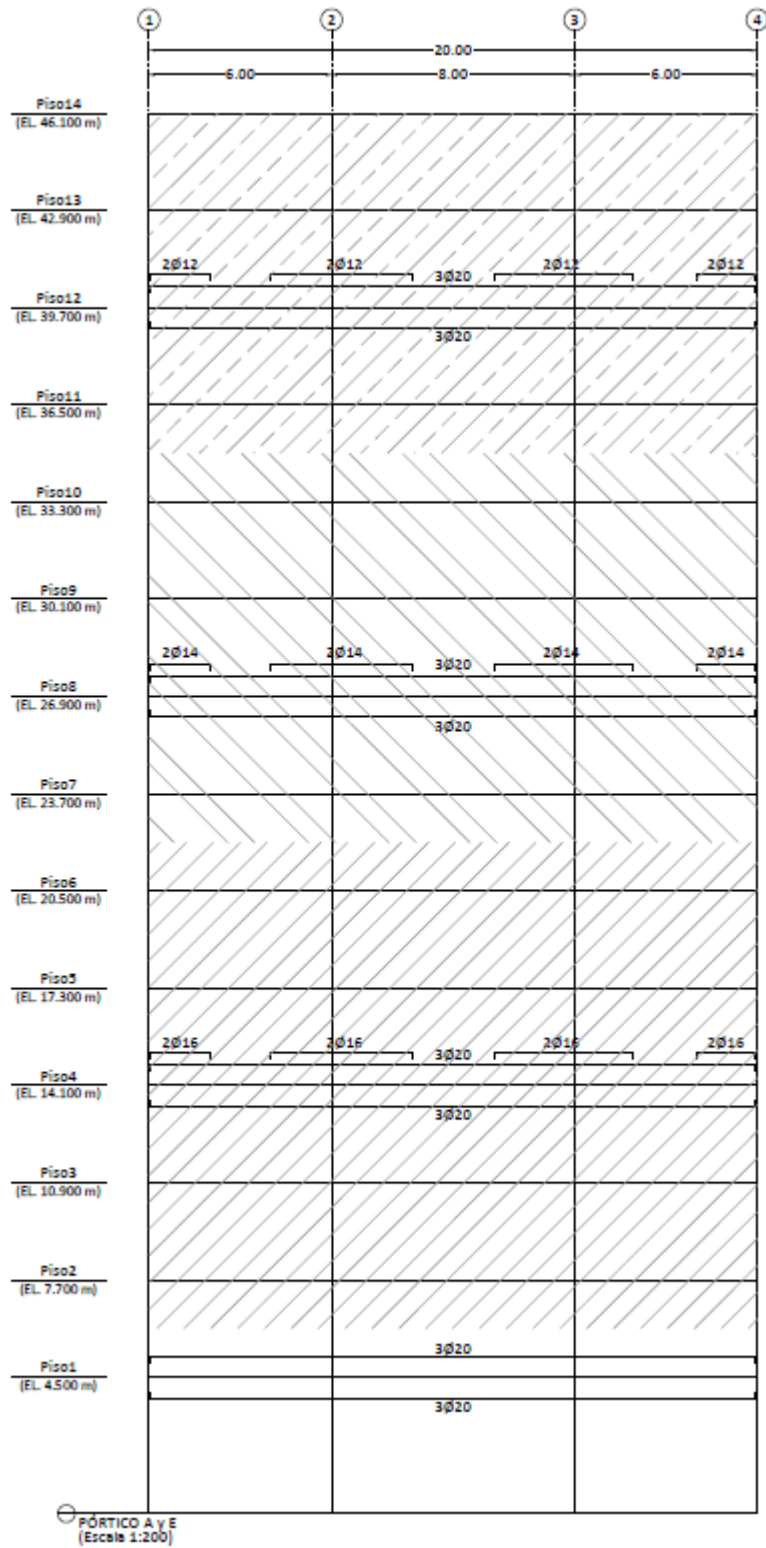 1 2 3 4
20.00
6.00 8.00 6.00
Piso14
(EL. 46.100 m)
Piso13
(EL. 42.900 m)
2Ø12 2Ø12 2Ø12 2Ø12
3Ø20
Piso12
(EL. 39.700 m)
3Ø20
Piso11
(EL. 36.500 m)
Piso10
(EL. 33.300 m)
Piso9
(EL. 30.100 m)
2Ø14 2Ø14 2Ø14 2Ø14
3Ø20
Piso8
(EL. 26.900 m)
3Ø20
Piso7
(EL. 23.700 m)
Piso6
(EL. 20.500 m)
Piso5
(EL. 17.300 m)
2Ø16 2Ø16 2Ø16 2Ø16
3Ø20
Piso4
(EL. 14.100 m)
3Ø20
Piso3
(EL. 10.900 m)
Piso2
(EL. 7.700 m)
3Ø20
Piso1
(EL. 4.500 m)
3Ø20
PÓRTICO A y E
(Escala 1:200)